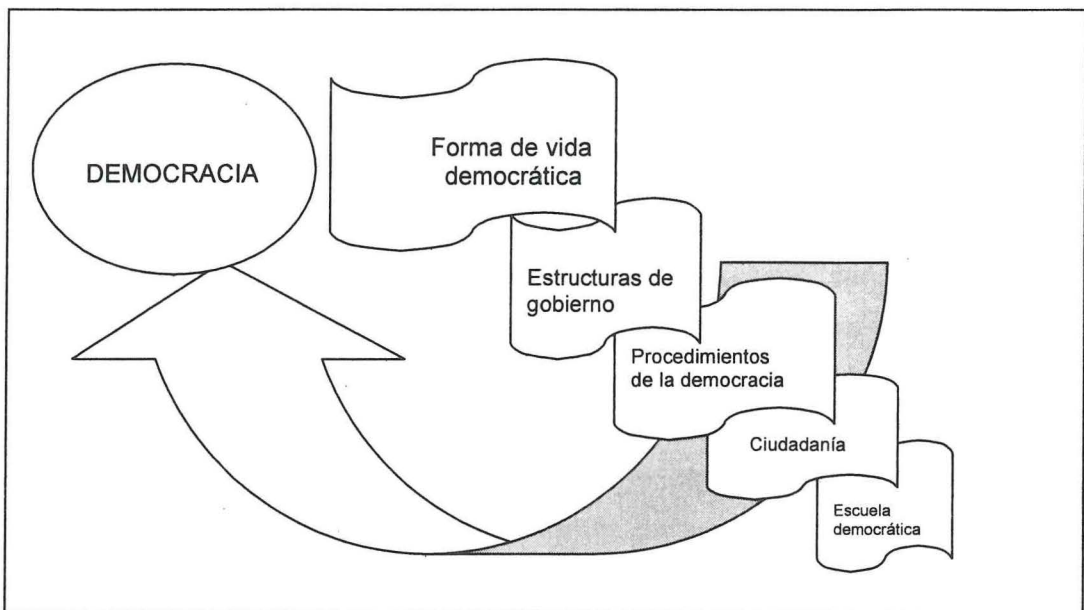 DEMOCRACIA
Forma de vida
democrática
Estructuras de
gobierno
Procedimientos
de la democracia
Ciudadanía
Escuela
democrática